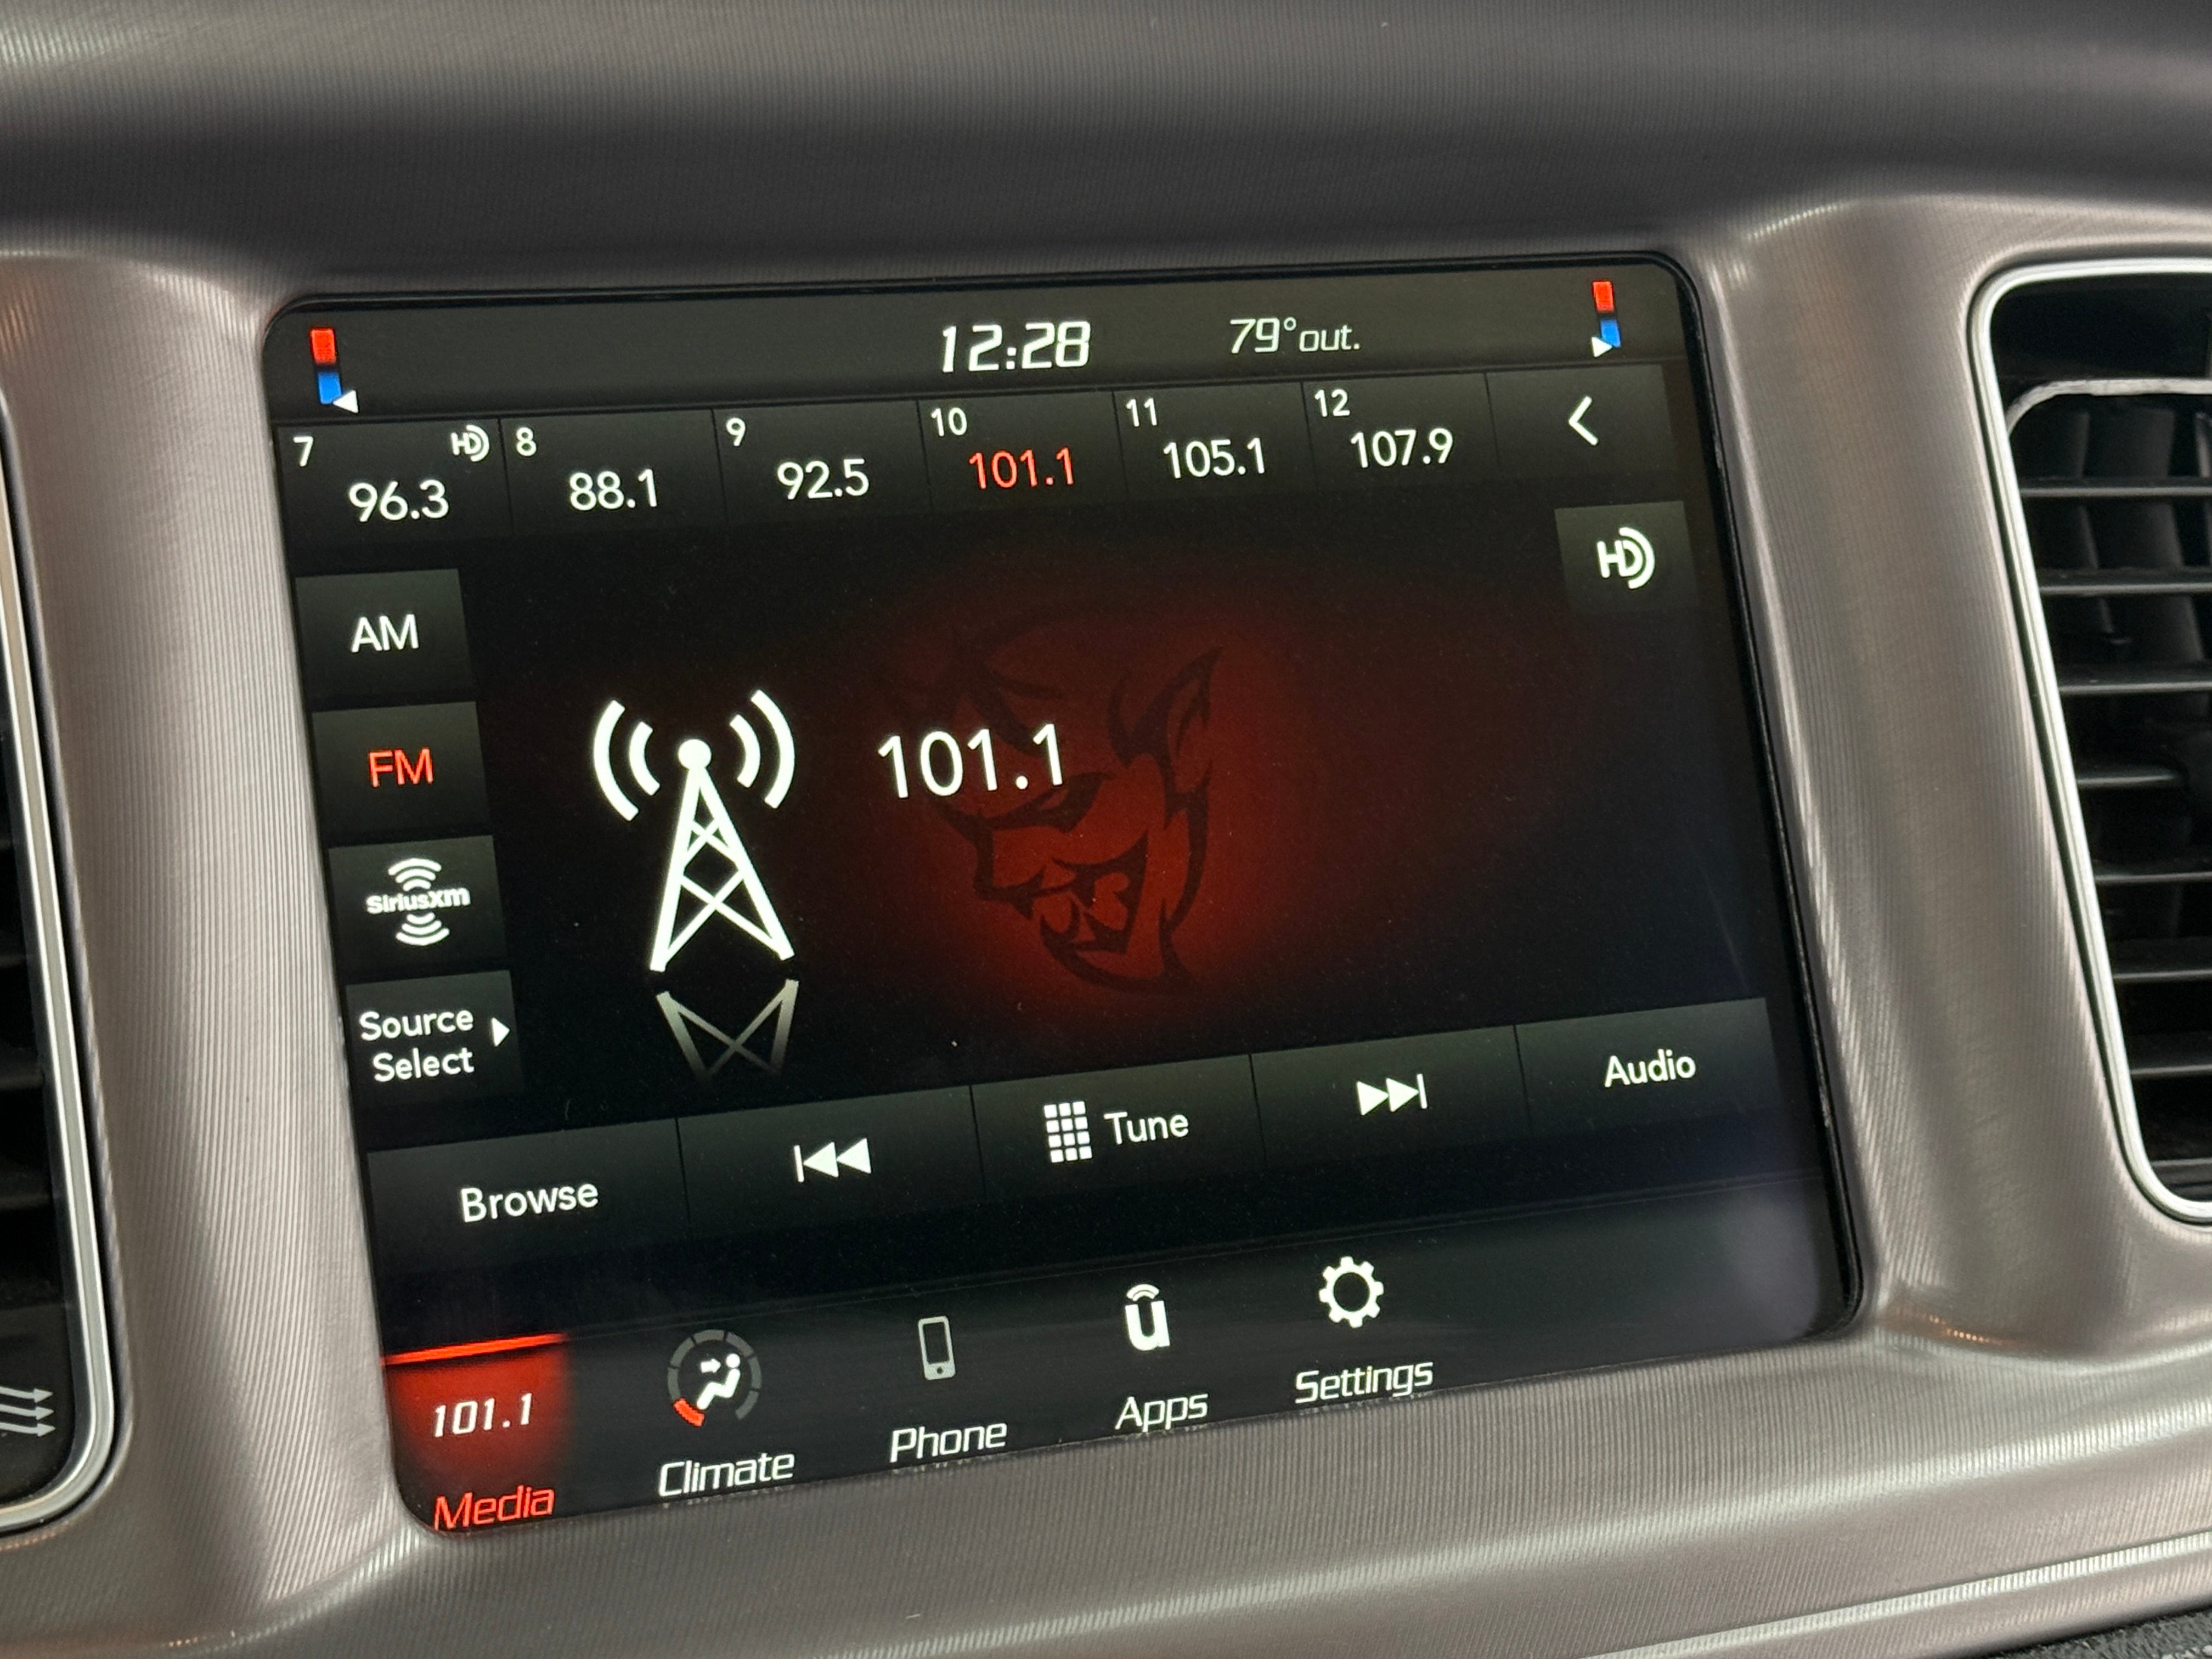 12:28 79°out.
7 HD 8 9 10 11 12
96.3 88.1 92.5 101.1 105.1 107.9
HD
AM
FM
101.1
SiriusXm
Source
Select
Browse Tune Audio
101.1 u
Media Climate Phone Apps Settings